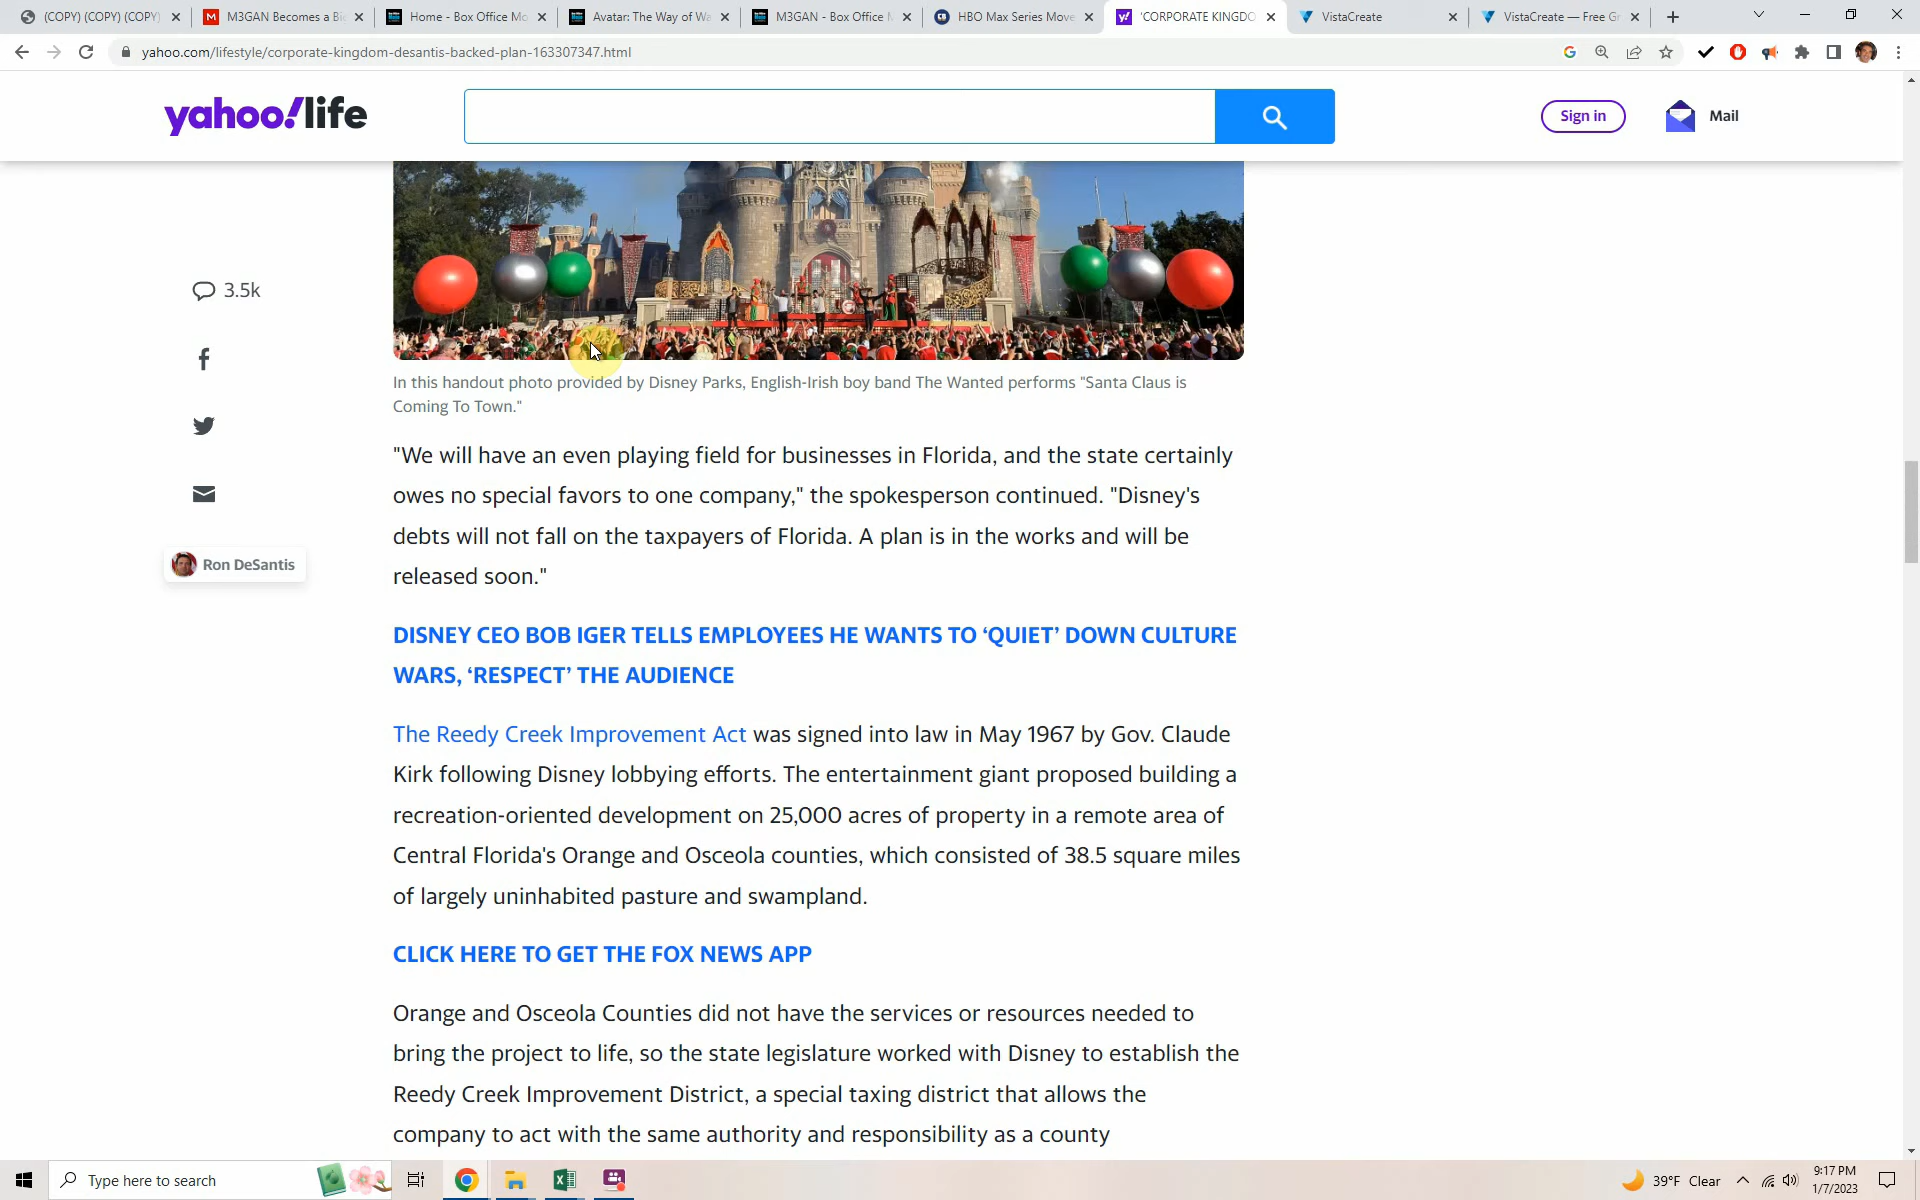 (COPY) (COPY) (COPY)
M3GAN Becomes a Bi
Home - Box Office Mo
Avatar: The Way of Wa
M3GAN - Box Office M
HBO Max Series Move
'CORPORATE KINGDO
VistaCreate
VistaCreate — Free Gr
yahoo.com/lifestyle/corporate-kingdom-desantis-backed-plan-163307347.html
yahoo!life
Sign in
Mail
3.5k
Ron DeSantis
In this handout photo provided by Disney Parks, English-Irish boy band The Wanted performs "Santa Claus is
Coming To Town."
"We will have an even playing field for businesses in Florida, and the state certainly
owes no special favors to one company," the spokesperson continued. "Disney's
debts will not fall on the taxpayers of Florida. A plan is in the works and will be
released soon."
DISNEY CEO BOB IGER TELLS EMPLOYEES HE WANTS TO ‘QUIET’ DOWN CULTURE
WARS, ‘RESPECT’ THE AUDIENCE
The Reedy Creek Improvement Act was signed into law in May 1967 by Gov. Claude
Kirk following Disney lobbying efforts. The entertainment giant proposed building a
recreation-oriented development on 25,000 acres of property in a remote area of
Central Florida's Orange and Osceola counties, which consisted of 38.5 square miles
of largely uninhabited pasture and swampland.
CLICK HERE TO GET THE FOX NEWS APP
Orange and Osceola Counties did not have the services or resources needed to
bring the project to life, so the state legislature worked with Disney to establish the
Reedy Creek Improvement District, a special taxing district that allows the
company to act with the same authority and responsibility as a county
Type here to search
39°F Clear
9:17 PM
1/7/2023